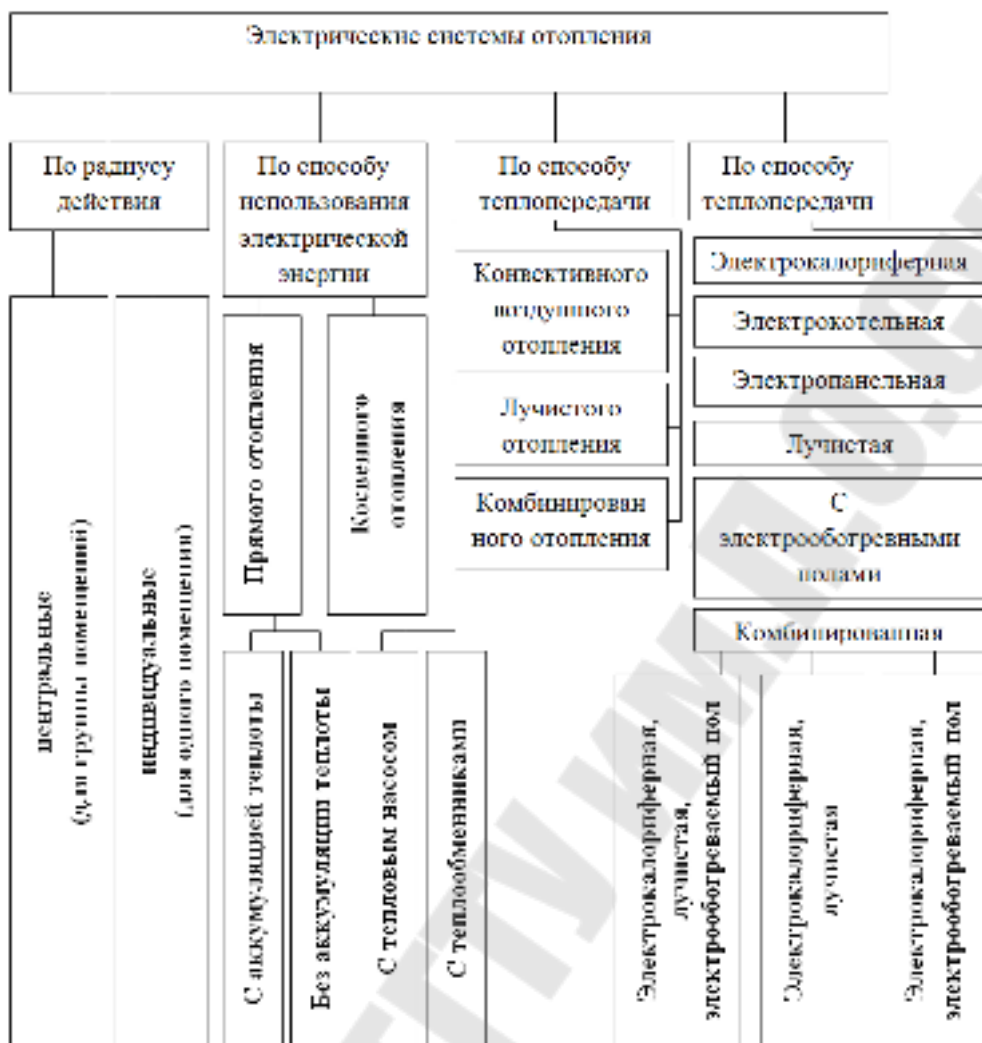 Электрические системы отопления
По радиусу
действия
По способу
использования
электрической
энергии
По способу
теплопередачи
По способу
теплопередачи
центральные
(для группы помещений)
индивидуальные
(для одного помещения)
Прямого отопления
Косвенного
отопления
С аккумуляцией теплоты
Без аккумуляции теплоты
С тепловым насосом
С теплообменниками
Конвективного
воздушного
отопления
Лучистого
отопления
Комбинирован
ного отопления
Электрокалориферная
Электрокотельная
Электропанельная
Лучистая
С
электрообогревными
полами
Комбинированная
Электрокалориферная,
лучистая,
электрообогреваемый пол
Электрокалориферная,
лучистая
Электрокалориферная,
электрообогреваемый пол